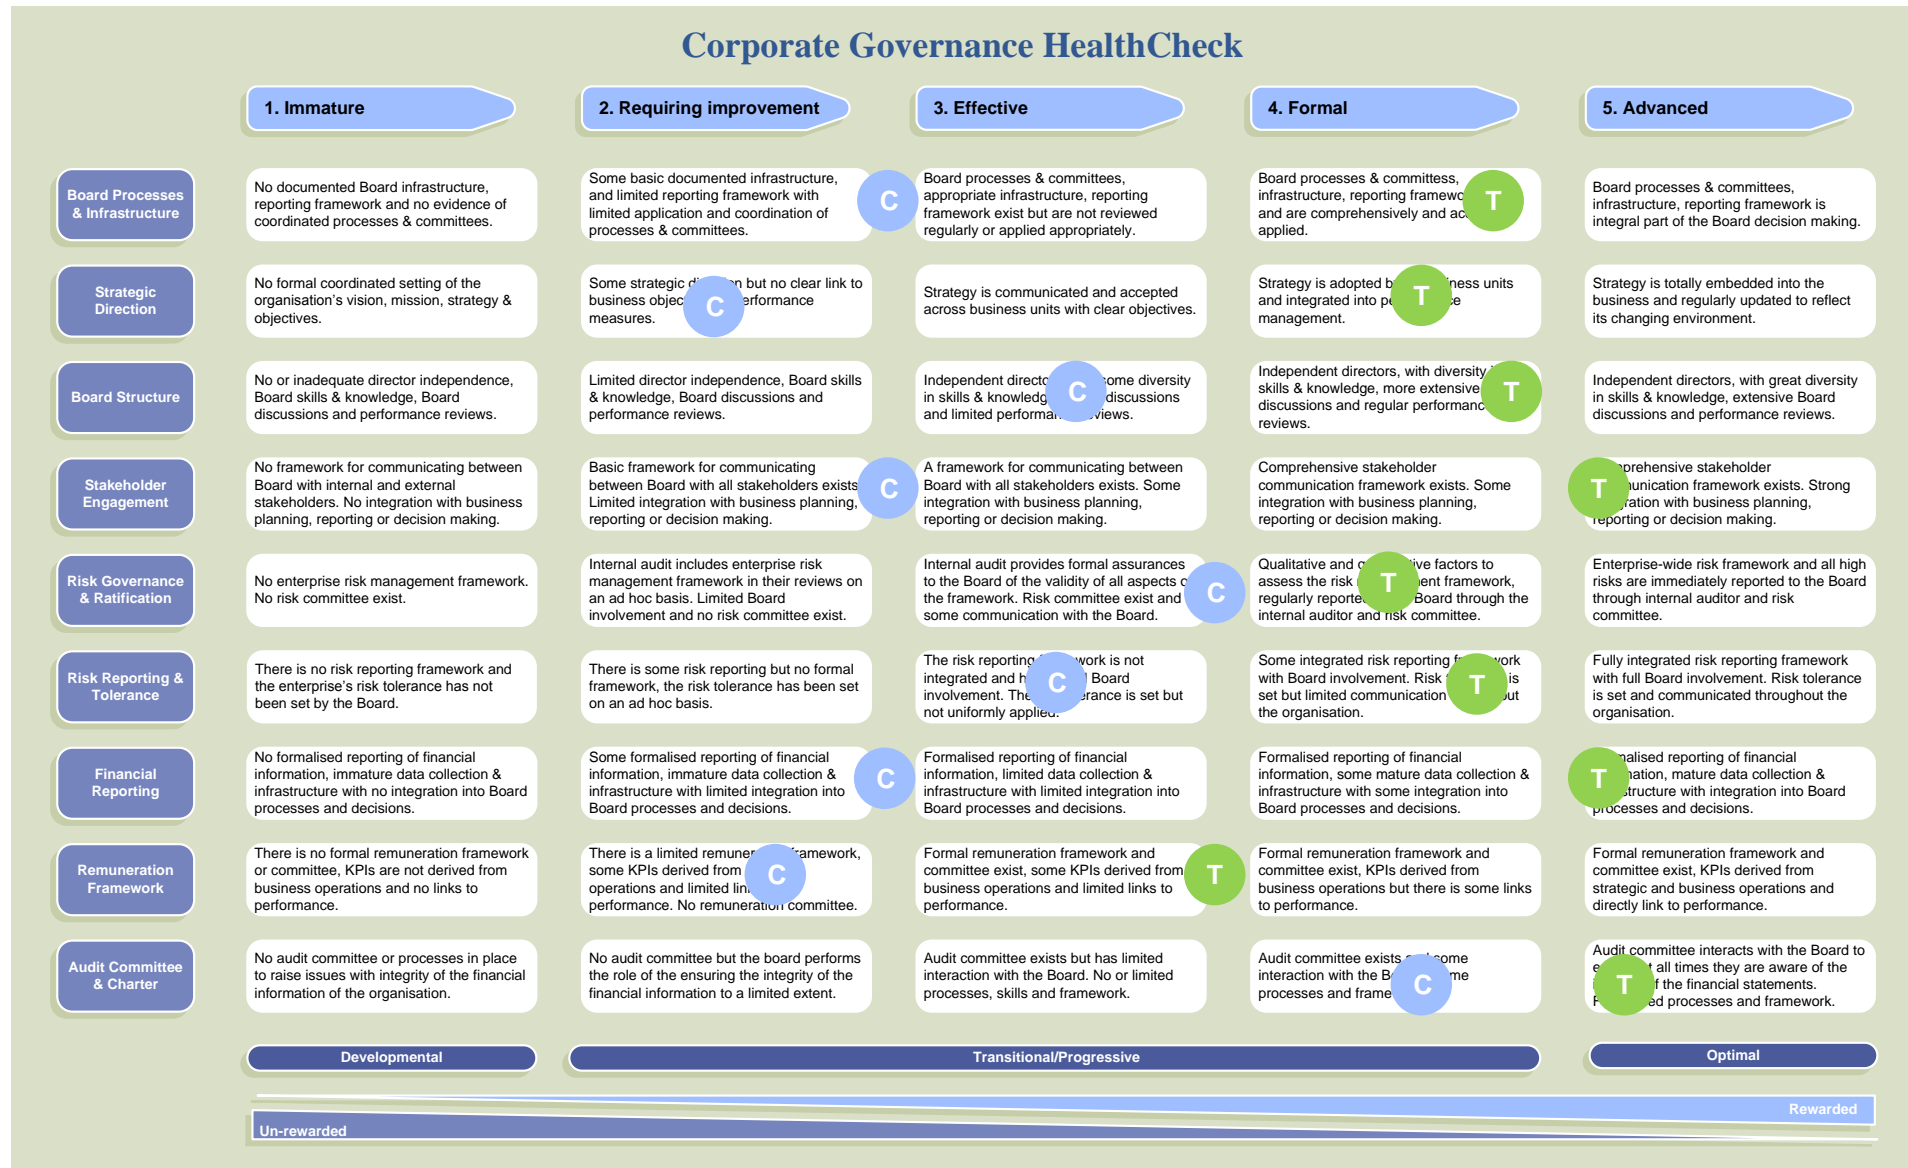 Corporate Governance HealthCheck
1. Immature
2. Requiring improvement
3. Effective
4. Formal
5. Advanced
Board Processes
& Infrastructure
No documented Board infrastructure,
reporting framework and no evidence of
coordinated processes & committees.
Some basic documented infrastructure,
and limited reporting framework with
limited application and coordination of
processes & committees.
C
Board processes & committees,
appropriate infrastructure, reporting
framework exist but are not reviewed
regularly or applied appropriately.
Board processes & committess,
infrastructure, reporting
and are comprehensively and
applied.
T
Board processes & committees,
infrastructure, reporting framework is
integral part of the Board decision making.
Strategic
Direction
No formal coordinated setting of the
organisation's vision, mission, strategy &
objectives.
Some strategic but no clear link to
business
measures.
C
Strategy is communicated and accepted
across business units with clear objectives.
Strategy is adopted units
and integrated into
management.
T
Strategy is totally embedded into the
business and regularly updated to reflect
its changing environment.
Board Structure
No or inadequate director independence,
Board skills & knowledge, Board
discussions and performance reviews.
Limited director independence, Board skills
& knowledge, Board discussions and
performance reviews.
Independent diversity
in skills & discussions
and limited
C
Independent directors, with diversity
skills & knowledge, more extensive
discussions and regular
reviews.
T
Independent directors, with great diversity
in skills & knowledge, extensive Board
discussions and performance reviews.
Stakeholder
Engagement
No framework for communicating between
Board with internal and external
stakeholders. No integration with business
planning, reporting or decision making.
Basic framework for communicating
between Board with all stakeholders exists
Limited integration with business planning,
reporting or decision making.
C
A framework for communicating between
Board with all stakeholders exists. Some
integration with business planning,
reporting or decision making.
Comprehensive stakeholder
communication framework exists. Some
integration with business planning,
reporting or decision making.
T
stakeholder
framework exists. Strong
with business planning,
reporting or decision making.
Risk Governance
& Ratification
No enterprise risk management framework.
No risk committee exist.
Internal audit includes enterprise risk
management framework in their reviews on
an ad hoc basis. Limited Board
involvement and no risk committee exist.
Internal audit provides formal assurances
to the Board of the validity of all aspects
the framework. Risk committee exist and
some communication with the Board.
C
Qualitative and factors to
assess the risk framework,
regularly Board through the
internal auditor and risk committee.
T
Enterprise-wide risk framework and all high
risks are immediately reported to the Board
through internal auditor and risk
committee.
Risk Reporting &
Tolerance
There is no risk reporting framework and
the enterprise's risk tolerance has not
been set by the Board.
There is some risk reporting but no formal
framework, the risk tolerance has been set
on an ad hoc basis.
The risk reporting is not
integrated and Board
involvement. is set but
not uniformly applied.
C
Some integrated risk reporting
with Board involvement. Risk is
set but limited communication
the organisation.
T
Fully integrated risk reporting framework
with full Board involvement. Risk tolerance
is set and communicated throughout the
organisation.
Financial
Reporting
No formalised reporting of financial
information, immature data collection &
infrastructure with no integration into Board
processes and decisions.
Some formalised reporting of financial
information, immature data collection &
infrastructure with limited integration into
Board processes and decisions.
C
Formalised reporting of financial
information, limited data collection &
infrastructure with limited integration into
Board processes and decisions.
Formalised reporting of financial
information, some mature data collection &
infrastructure with some integration into
Board processes and decisions.
T
reporting of financial
mature data collection &
with integration into Board
processes and decisions.
Remuneration
Framework
There is no formal remuneration framework
or committee, KPIs are not derived from
business operations and no links to
performance.
There is a limited framework,
some KPIs derived from
operations and limited
performance. No remuneration committee.
C
Formal remuneration framework and
committee exist, some KPIs derived from
business operations and limited links to
performance.
T
Formal remuneration framework and
committee exist, KPIs derived from
business operations but there is some links
to performance.
Formal remuneration framework and
committee exist, KPIs derived from
strategic and business operations and
directly link to performance.
Audit Committee
& Charter
No audit committee or processes in place
to raise issues with integrity of the financial
information of the organisation.
No audit committee but the board performs
the role of the ensuring the integrity of the
financial information to a limited extent.
Audit committee exists but has limited
interaction with the Board. No or limited
processes, skills and framework.
Audit committee exists some
interaction with the
processes and
C
Audit committee interacts with the Board to
all times they are aware of the
of the financial statements.
processes and framework.
T
Developmental
Transitional/Progressive
Optimal
Rewarded
Un-rewarded